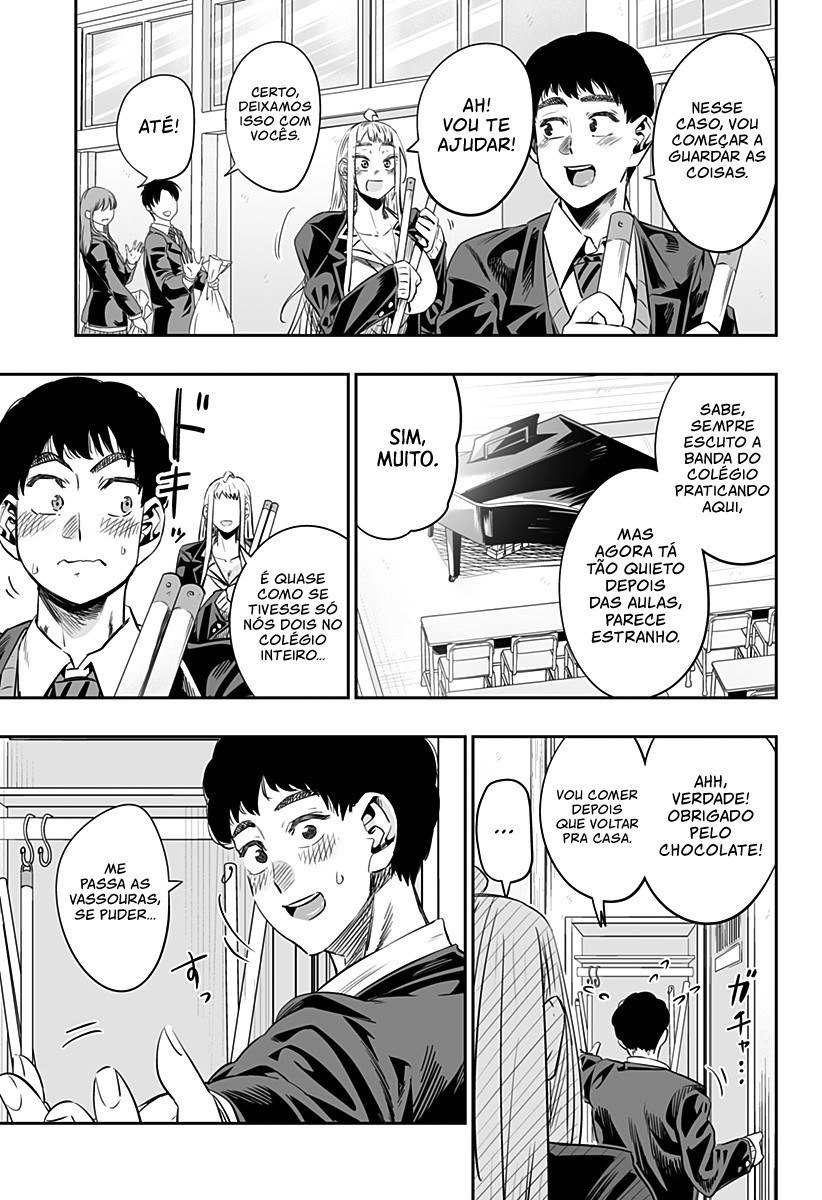 NESSE
CASO, VOU
COMEÇAR A
GUARDAR AS
COISAS.
AH!
VOU TE
AJUDAR!
CERTO,
DEIXAMOS
ISSO COM
VOCÊS.
ATÉ!
SABE,
SEMPRE
ESCUTO A
BANDA DO
COLÉGIO
PRATICANDO
AQUI,
MAS
AGORA TÁ
TÃO QUIETO
DEPOIS
DAS AULAS,
PARECE
ESTRANHO.
SIM,
MUITO.
ドキ
É QUASE
COMO SE
TIVESSE SÓ
NÓS DOIS NO
COLÉGIO
INTEIRO...
AHH,
VERDADE!
OBRIGADO
PELO
CHOCOLATE!
VOU COMER
DEPOIS
QUE VOLTAR
PRA CASA.
...
ガチャ…
ME
PASSA AS
VASSOURAS,
SE PUDER...
すっ